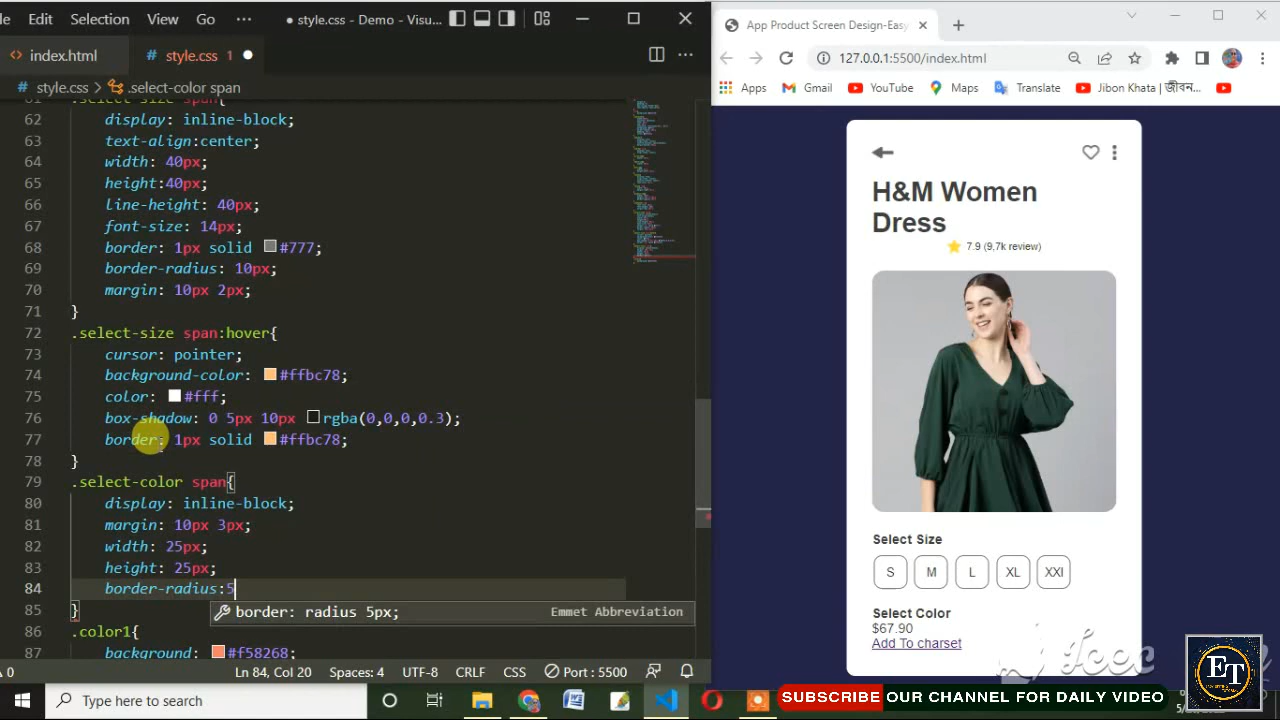 Edit Selection View Go ··· style.css - Demo - Visu...
index.html style.css 1
style.css > .select-color span
61 .select-size span{
62 display: inline-block;
63 text-align:center;
64 width: 40px;
65 height:40px;
66 line-height: 40px;
67 font-size: 14px;
68 border: 1px solid #777;
69 border-radius: 10px;
70 margin: 10px 2px;
71 }
72 .select-size span:hover{
73 cursor: pointer;
74 background-color: #ffbc78;
75 color: #fff;
76 box-shadow: 0 5px 10px rgba(0,0,0,0.3);
77 border: 1px solid #ffbc78;
78 }
79 .select-color span{
80 display: inline-block;
81 margin: 10px 3px;
82 width: 25px;
83 height: 25px;
84 border-radius:5
85 }
border: radius 5px; Emmet Abbreviation
86 .color1{
87 background: #f58268;
0 Ln 84, Col 20 Spaces: 4 UTF-8 CRLF CSS Port : 5500
Type here to search
App Product Screen Design-Easy
127.0.0.1:5500/index.html
Apps Gmail YouTube Maps Translate Jibon Khata | জীবন...
H&M Women
Dress
7.9 (9.7k review)
Select Size
S M L XL XXl
Select Color
$67.90
Add To charset
ET
SUBSCRIBE OUR CHANNEL FOR DAILY VIDEO